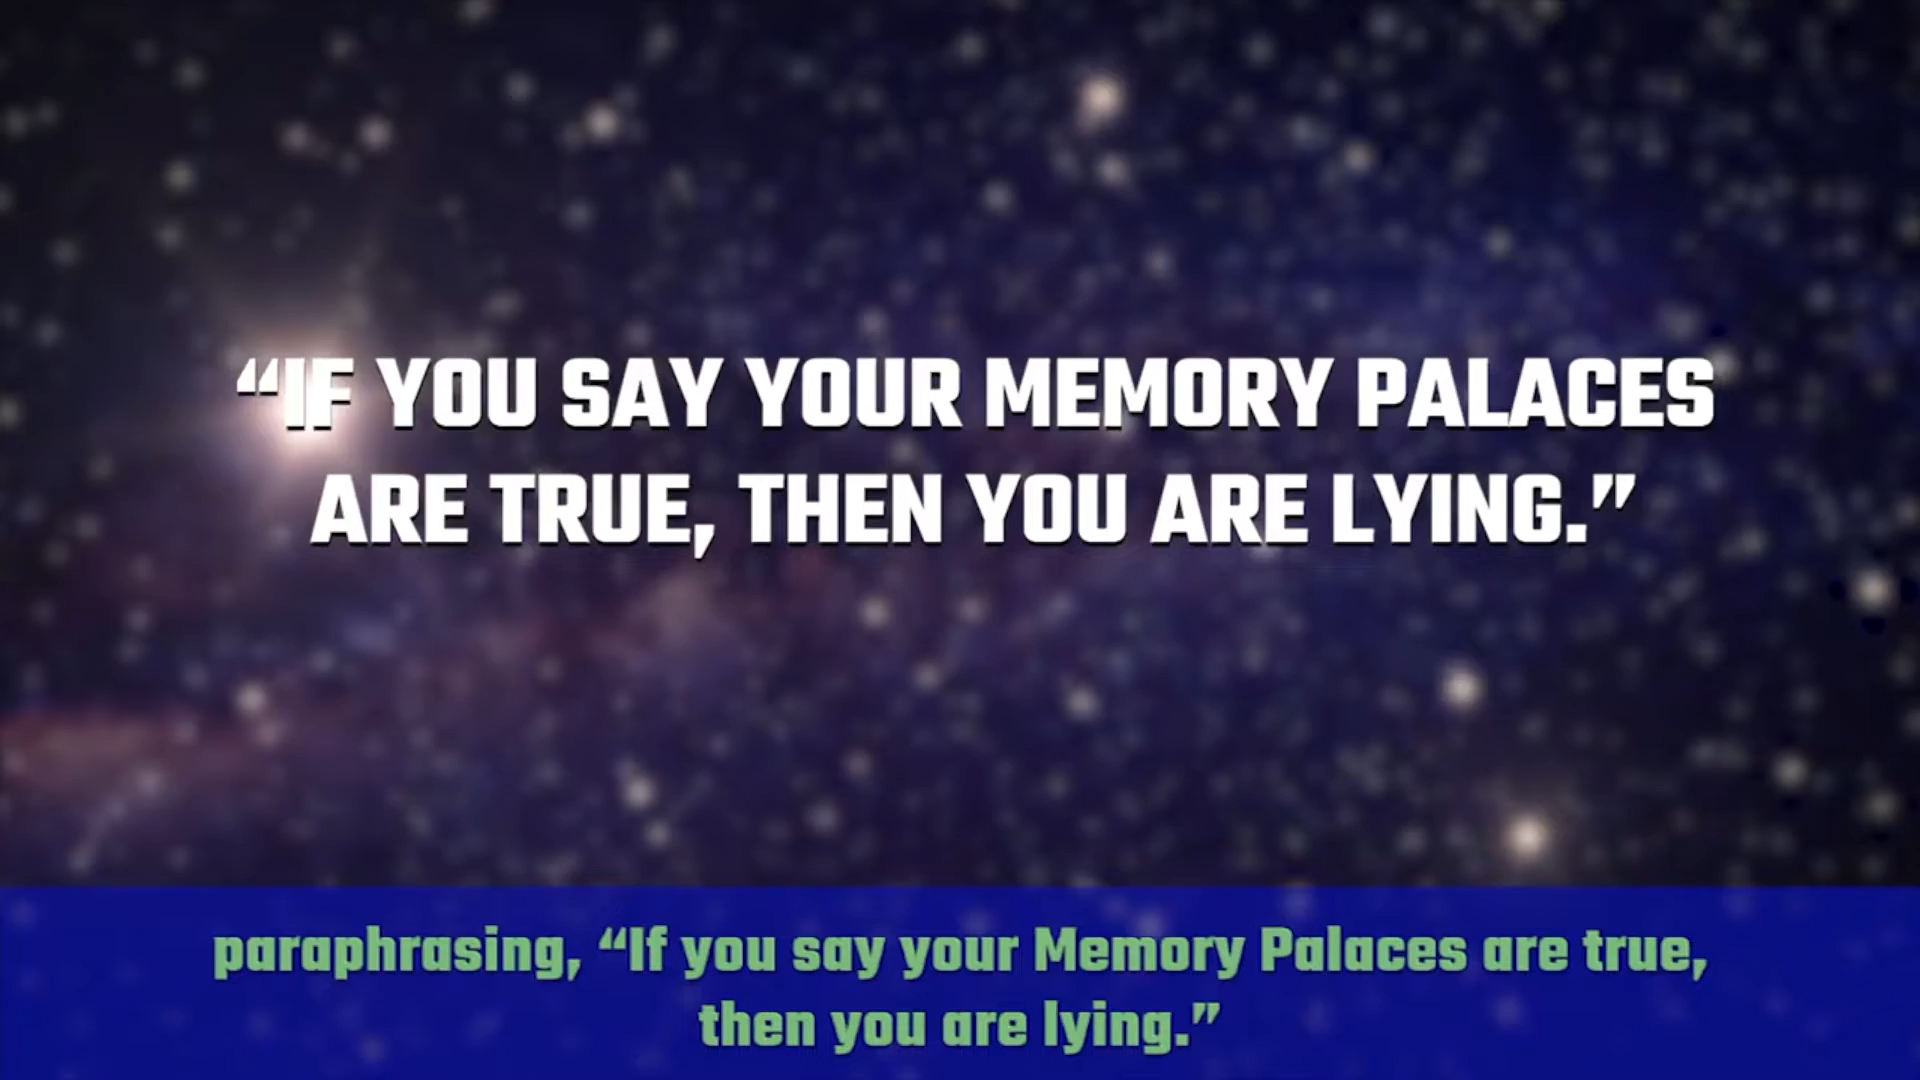 “IF YOU SAY YOUR MEMORY PALACES
ARE TRUE, THEN YOU ARE LYING.”
paraphrasing, “If you say your Memory Palaces are true,
then you are lying.”